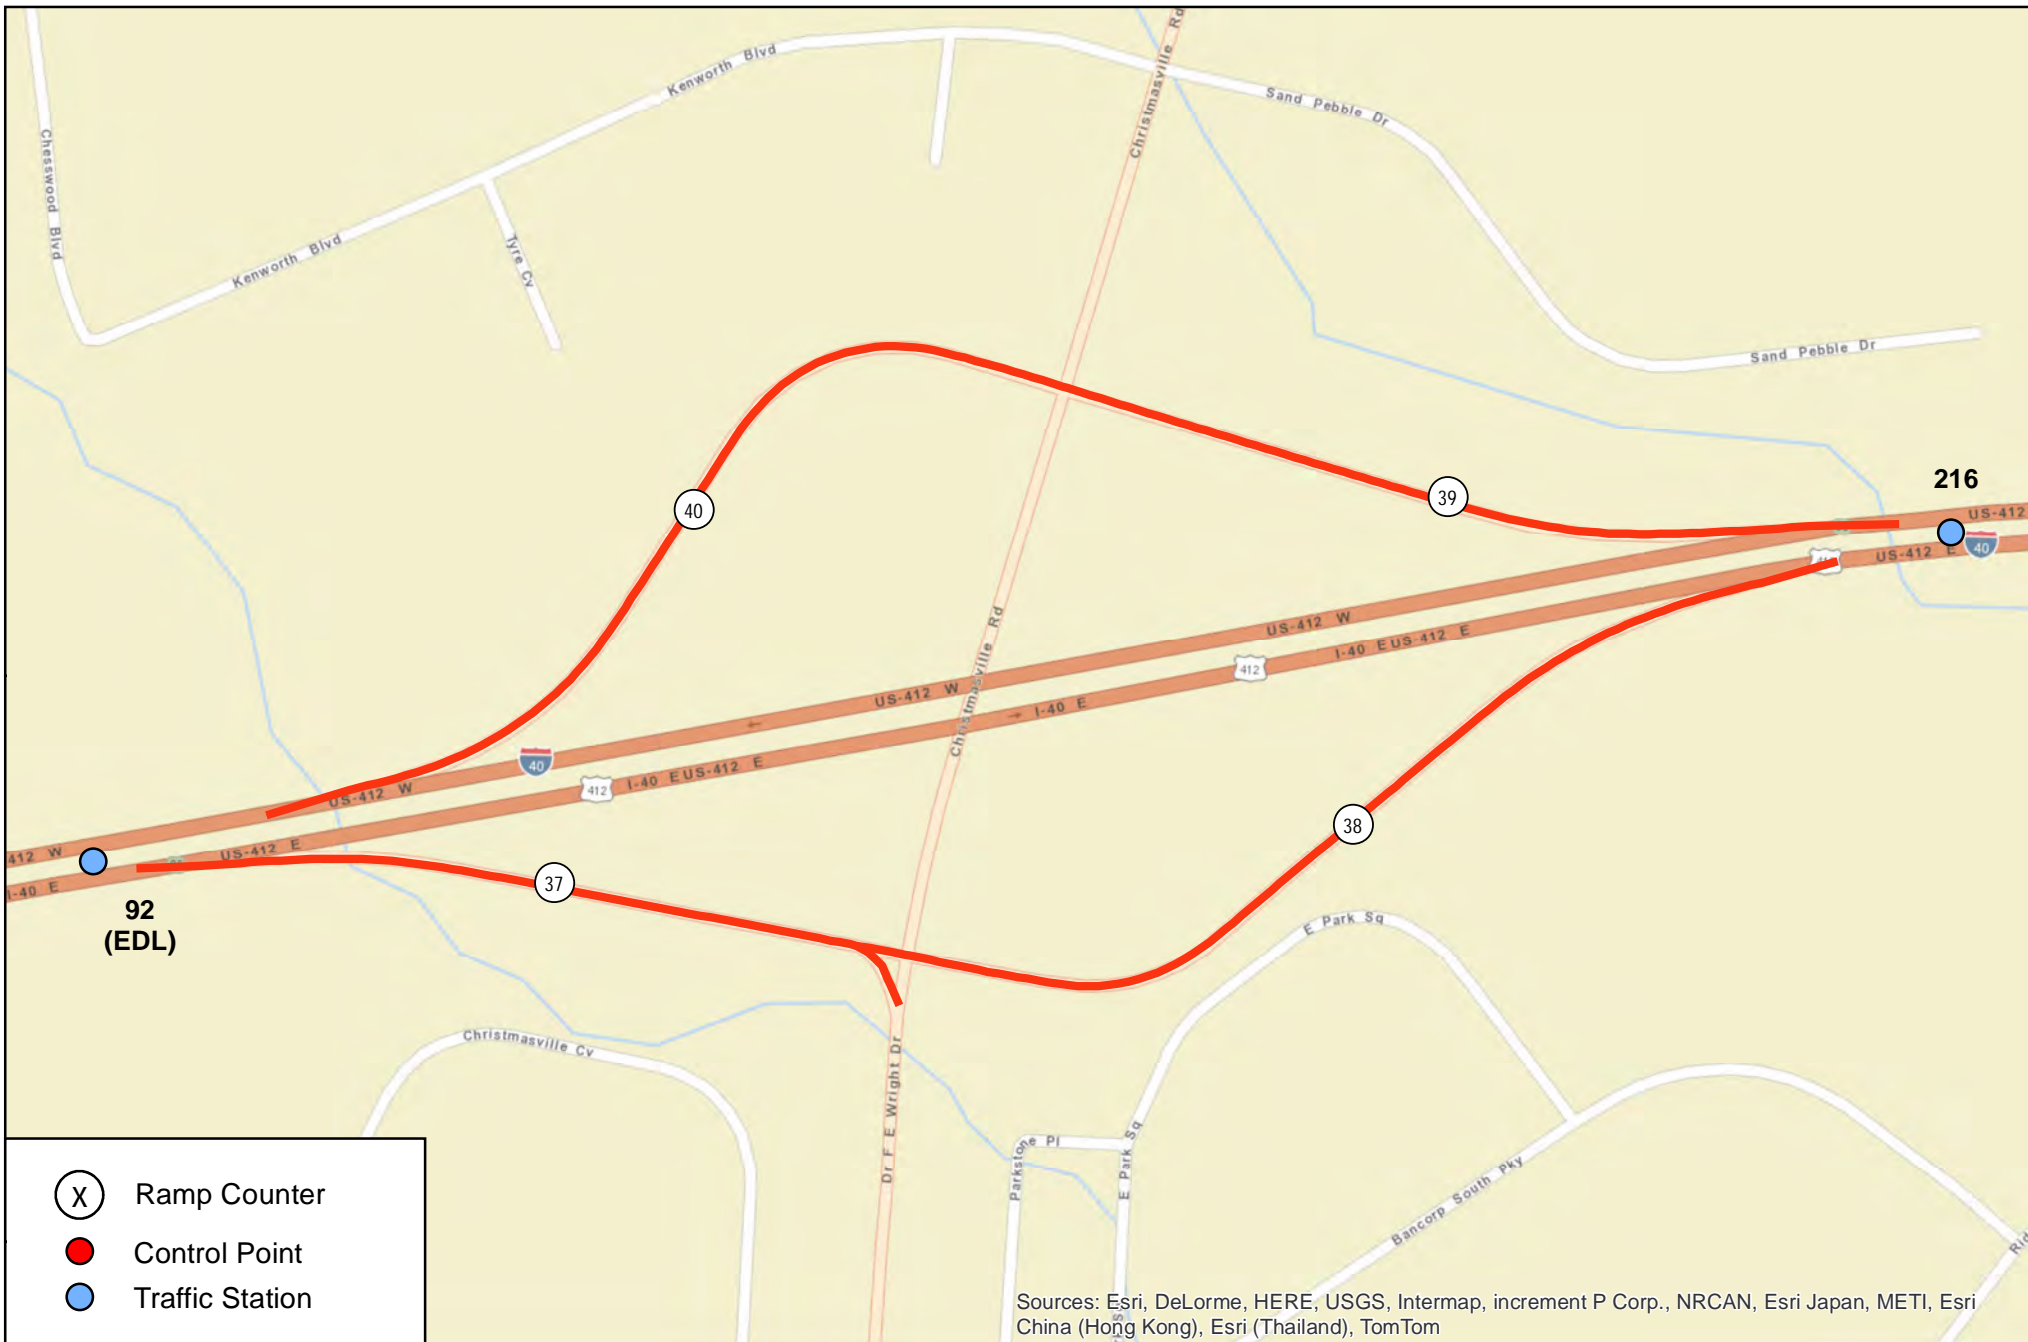 Christmasville Rd
Kenworth Blvd
Sand Pebble Dr
Chesswood Blvd
Christmasville Rd
Kenworth Blvd
Tyre Cv
Sand Pebble Dr
216
39
40
US-412
US-412 E
40
Christmasville Rd
US-412 W
I-40 E US-412 E
412
US-412 W
I-40 E
40
I-40 E US-412 E
412
US-412 W
38
412 W
US-412 E
I-40 E
37
92
(EDL)
E Park Sq
Christmasville Cv
Dr F E Wright Dr
Parkstone Pl
E Park Sq
Bancorp South Pky
Rid
X Ramp Counter
Control Point
Traffic Station
Sources: Esri, DeLorme, HERE, USGS, Intermap, increment P Corp., NRCAN, Esri Japan, METI, Esri
China (Hong Kong), Esri (Thailand), TomTom